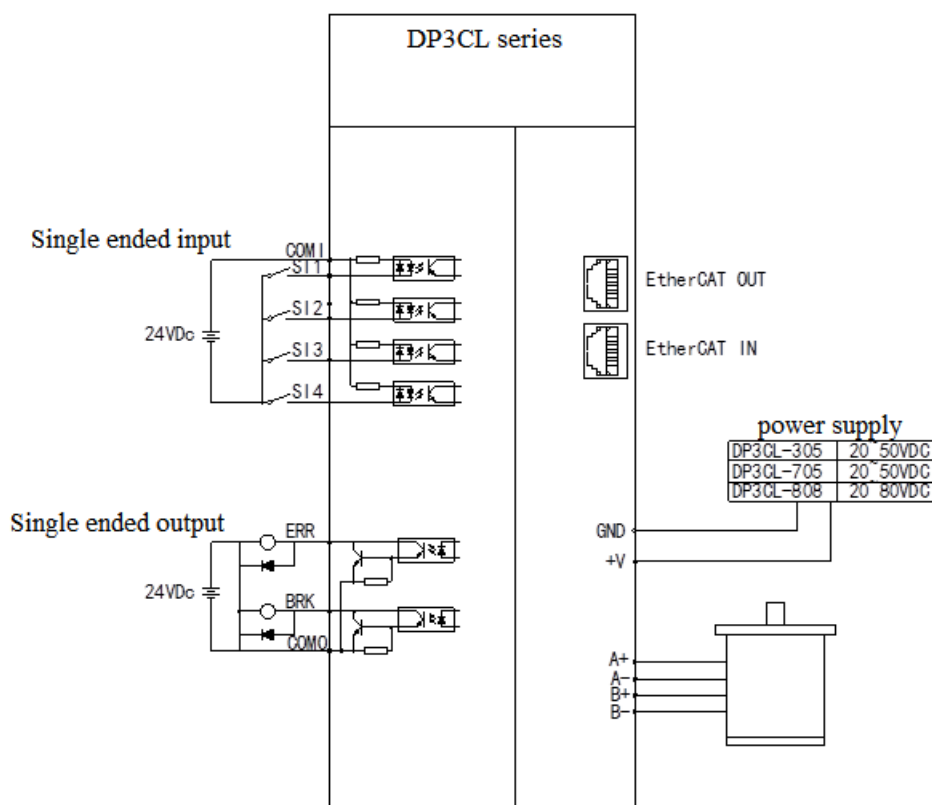 DP3CL series
Single ended input
COMI
SI1
SI2
24VDc
SI3
SI4
EtherCAT OUT
EtherCAT IN
power supply
DP3CL-305 20~50VDC
DP3CL-705 20~50VDC
DP3CL-808 20~80VDC
Single ended output
ERR
24VDc
BRK
COMO
GND
+V
A+
A-
B+
B-